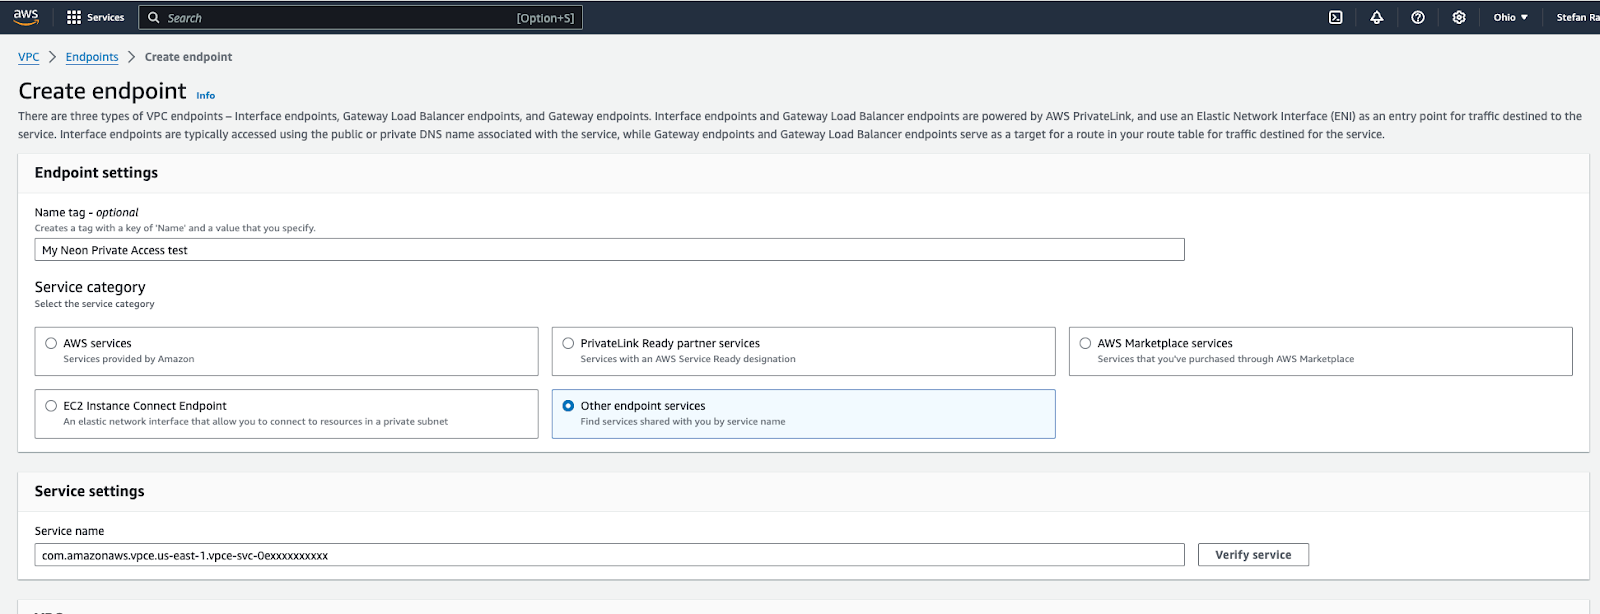 aws
Services
Search [Option+S]
Ohio ▼
Stefan Ra
VPC > Endpoints > Create endpoint
Create endpoint Info
There are three types of VPC endpoints – Interface endpoints, Gateway Load Balancer endpoints, and Gateway endpoints. Interface endpoints and Gateway Load Balancer endpoints are powered by AWS PrivateLink, and use an Elastic Network Interface (ENI) as an entry point for traffic destined to the
service. Interface endpoints are typically accessed using the public or private DNS name associated with the service, while Gateway endpoints and Gateway Load Balancer endpoints serve as a target for a route in your route table for traffic destined for the service.
Endpoint settings
Name tag - optional
Creates a tag with a key of 'Name' and a value that you specify.
My Neon Private Access test
Service category
Select the service category
AWS services
Services provided by Amazon
PrivateLink Ready partner services
Services with an AWS Service Ready designation
AWS Marketplace services
Services that you've purchased through AWS Marketplace
EC2 Instance Connect Endpoint
An elastic network interface that allow you to connect to resources in a private subnet
Other endpoint services
Find services shared with you by service name
Service settings
Service name
com.amazonaws.vpce.us-east-1.vpce-svc-0exxxxxxxxxx
Verify service